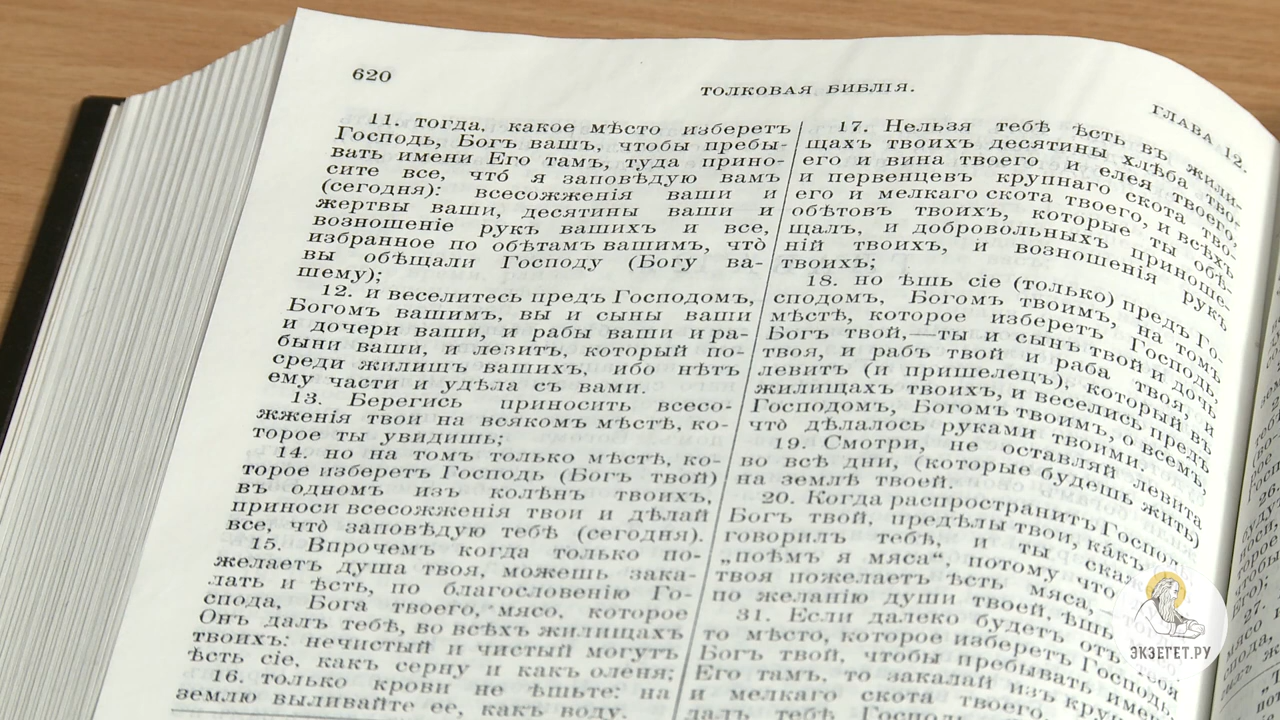 620
ТОЛКОВАЯ БИБЛІЯ.
ГЛАВА 12.
11. тогда, какое мѣсто изберетъ
Господь, Богъ вашъ, чтобы пребы-
вать имени Его тамъ, туда прино-
сите все, что̀ я заповѣдую вамъ
(сегодня): всесожженія ваши и
жертвы ваши, десятины ваши и
возношеніе рукъ вашихъ и все,
избранное по обѣтамъ вашимъ, что̀
вы обѣщали Господу (Богу ва-
шему);
12. и веселитесь предъ Господомъ,
Богомъ вашимъ, вы и сыны ваши
и дочери ваши, и рабы ваши и ра-
быни ваши, и левитъ, который по-
среди жилищъ вашихъ, ибо нѣтъ
ему части и удѣла съ вами.
13. Берегись приносить всесо-
жженія твои на всякомъ мѣстѣ, ко-
торое ты увидишь;
14. но на томъ только мѣстѣ, ко-
торое изберетъ Господь (Богъ твой)
въ одномъ изъ колѣнъ твоихъ,
приноси всесожженія твои и дѣлай
все, что̀ заповѣдую тебѣ (сегодня).
15. Впрочемъ когда только по-
желаетъ душа твоя, можешь зака-
лать и ѣсть, по благословенію Го-
спода, Бога твоего, мясо, которое
Онъ далъ тебѣ, во всѣхъ жилищахъ
твоихъ: нечистый и чистый могутъ
ѣсть сіе, какъ серну и какъ оленя;
16. только крови не ѣшьте: на
землю выливайте ее, какъ воду.
17. Нельзя тебѣ ѣсть въ жили-
щахъ твоихъ десятины хлѣба тво-
его и вина твоего и елея твоего,
и первенцевъ крупнаго скота тво-
его и мелкаго скота твоего, и всѣхъ
обѣтовъ твоихъ, которые ты обѣ-
щалъ, и добровольныхъ приноше-
ній твоихъ, и возношенія рукъ
твоихъ;
18. но ѣшь сіе (только) предъ Го-
сподомъ, Богомъ твоимъ, на томъ
мѣстѣ, которое изберетъ Господь
Богъ твой,—ты и сынъ твой и дочь
твоя, и рабъ твой и раба твоя, и
левитъ (и пришелецъ), который въ
жилищахъ твоихъ, и веселись предъ
Господомъ, Богомъ твоимъ, о всемъ,
что̀ дѣлалось руками твоими.
19. Смотри, не оставляй левита
во всѣ дни, (которые будешь жить)
на землѣ твоей.
20. Когда распространитъ
Богъ твой, предѣлы твои, ка́къ
говорилъ тебѣ, и ты
„поѣмъ я мяса“, потому что
твоя пожелаетъ ѣсть мяса,—
по желанію души твоей, ѣшь
31. Если далеко будетъ отъ
то мѣсто, которое изберетъ Господь
Богъ твой, чтобы пребывать имени
Его тамъ, то закалай изъ
и мелкаго скота твоего,
далъ тебѣ Господь,
ЭКЗЕГЕТ.РУ